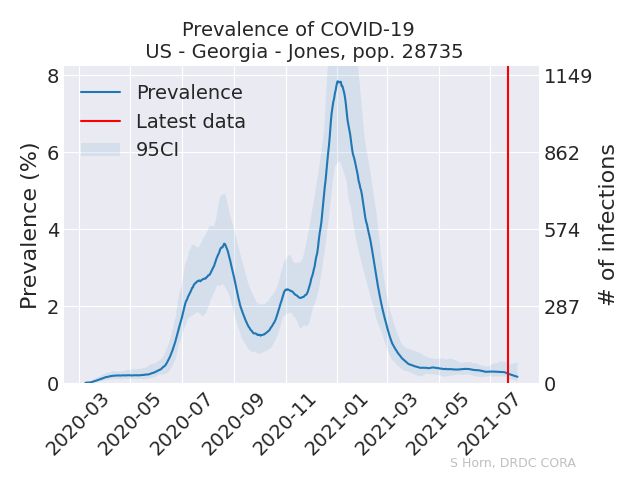 Prevalence of COVID-19
US - Georgia - Jones, pop. 28735
Prevalence
Latest data
95CI
Prevalence (%)
8
6
4
2
0
1149
862
574
287
0
# of infections
2020-03
2020-05
2020-07
2020-09
2020-11
2021-01
2021-03
2021-05
2021-07
S Horn, DRDC CORA